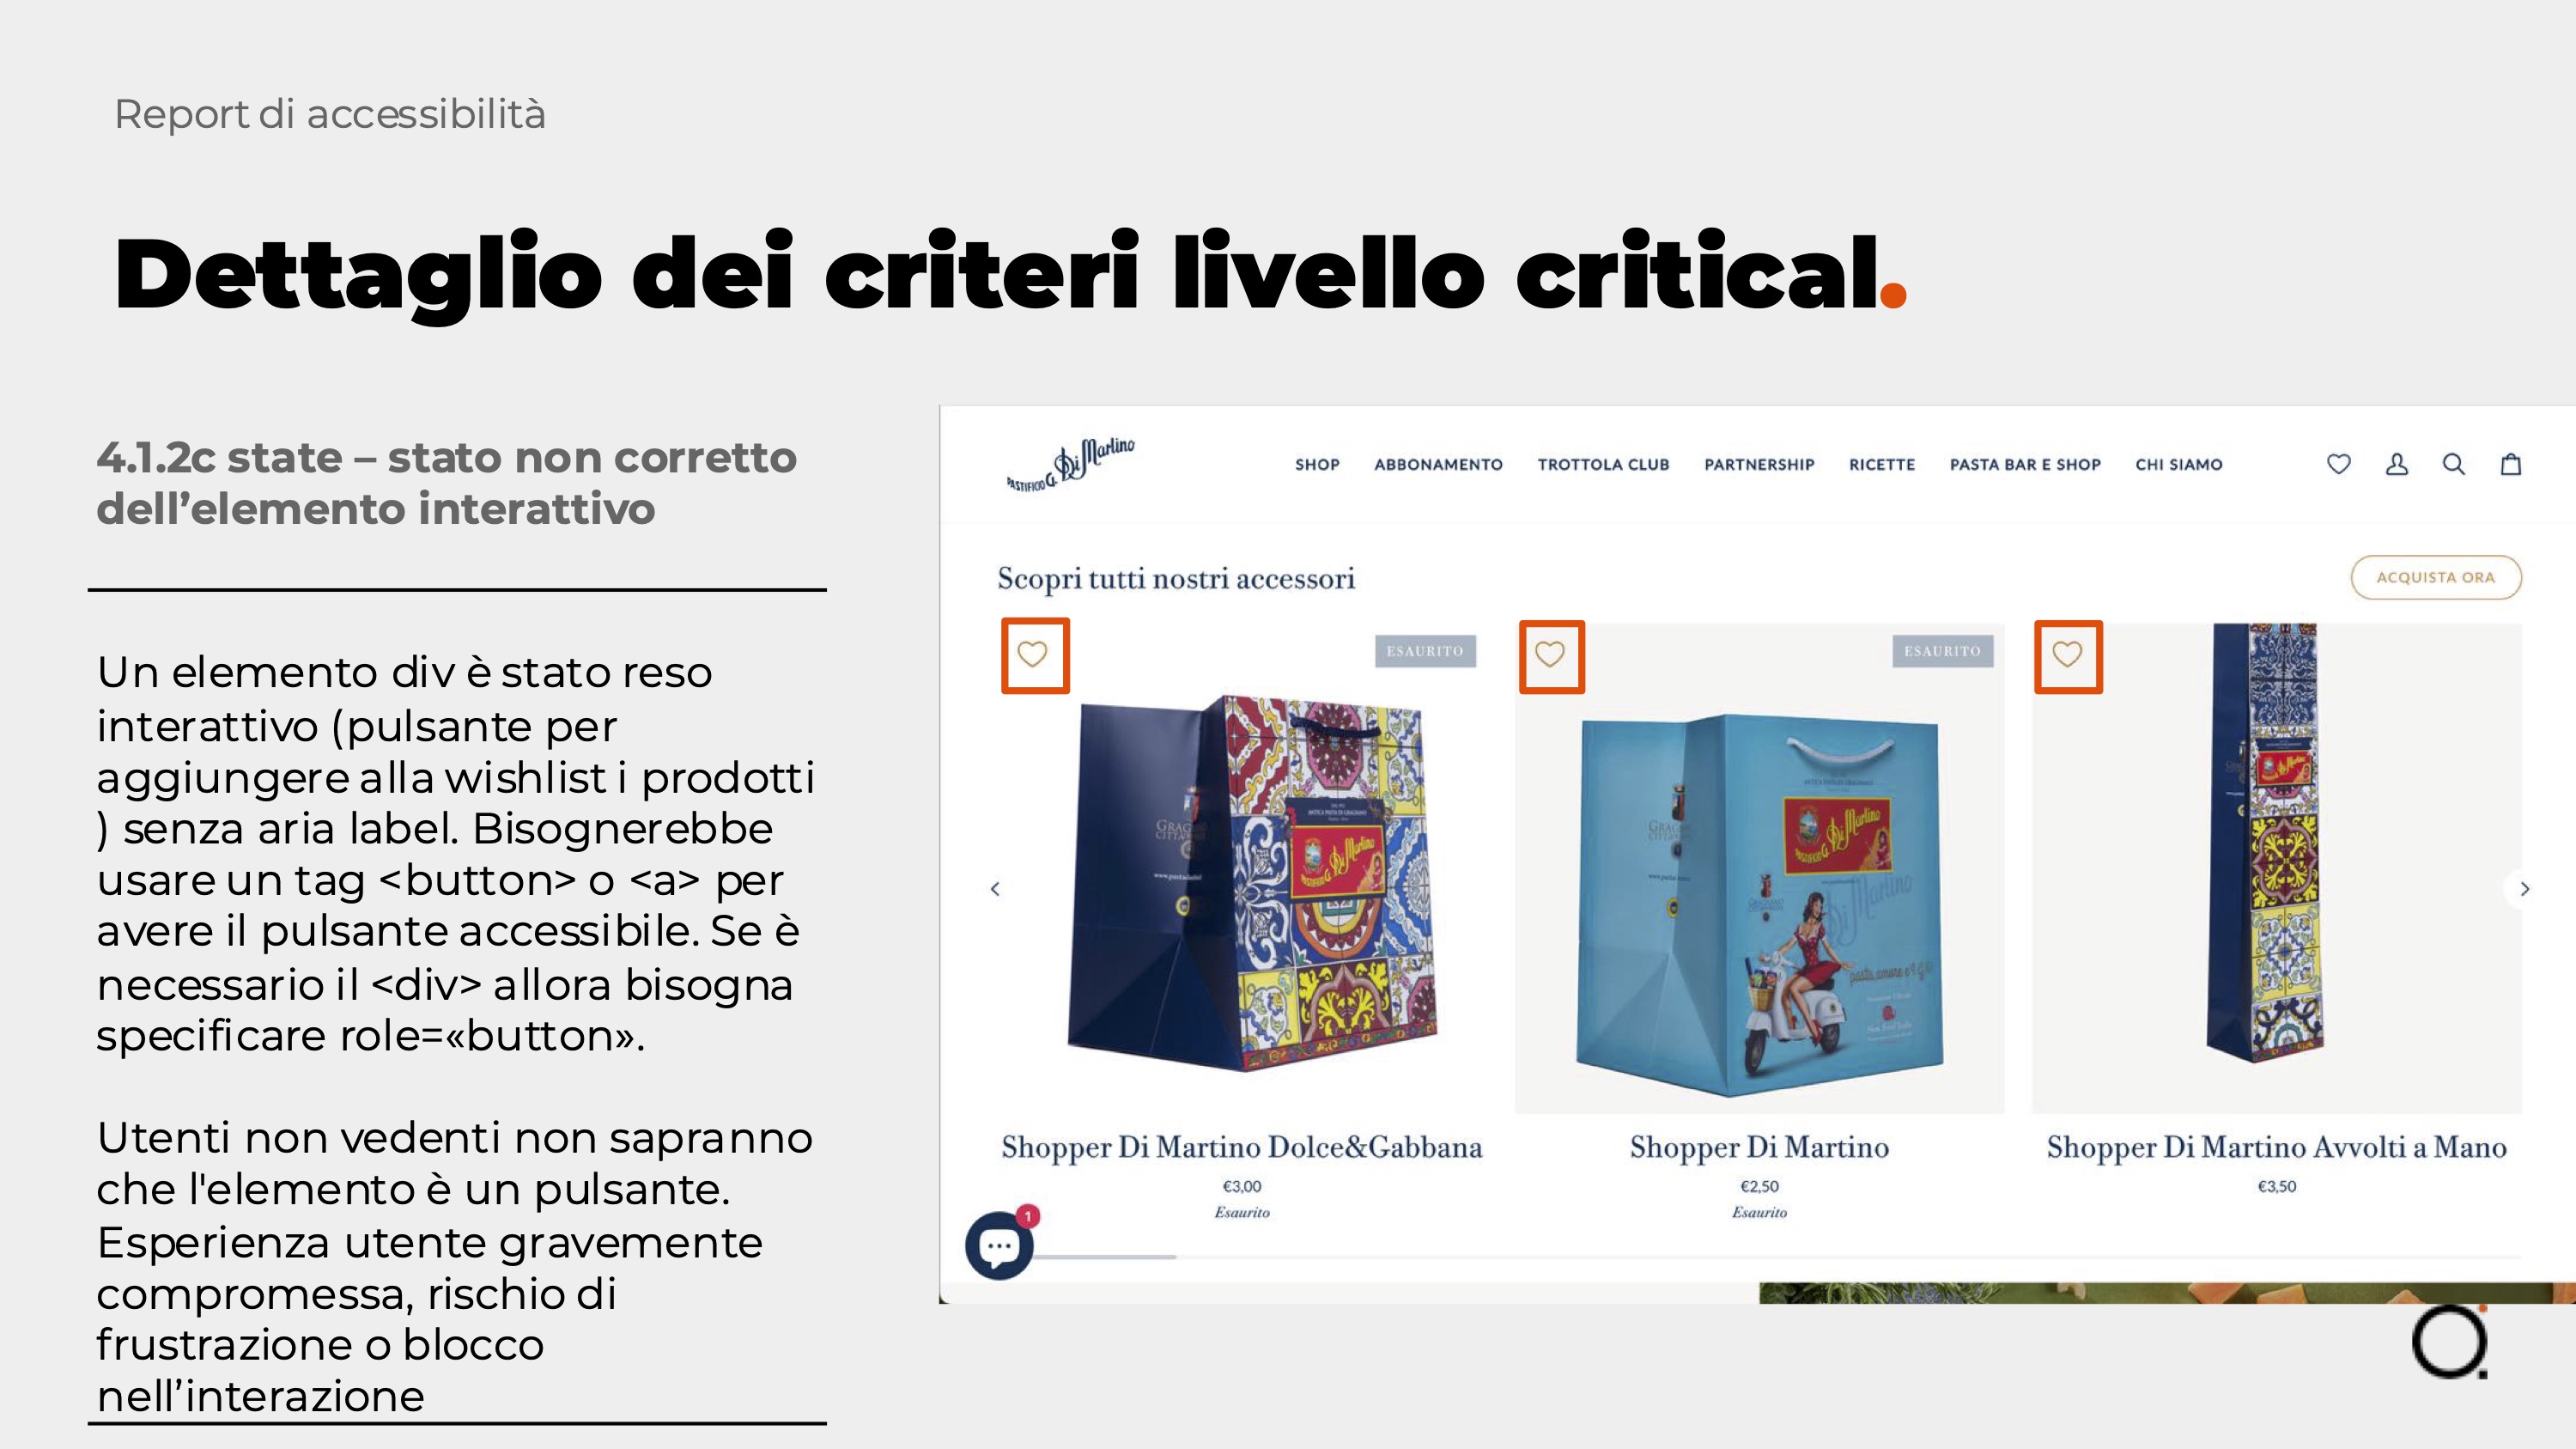 Report di accessibilità
Dettaglio dei criteri livello critical.
4.1.2c state – stato non corretto
dell’elemento interattivo
Un elemento div è stato reso
interattivo (pulsante per
aggiungere alla wishlist i prodotti
) senza aria label. Bisognerebbe
usare un tag <button> o <a> per
avere il pulsante accessibile. Se è
necessario il <div> allora bisogna
specificare role=«button».
Utenti non vedenti non sapranno
che l'elemento è un pulsante.
Esperienza utente gravemente
compromessa, rischio di
frustrazione o blocco
nell’interazione
PASTIFICIO G. Di Martino
SHOP ABBONAMENTO TROTTOLA CLUB PARTNERSHIP RICETTE PASTA BAR E SHOP CHI SIAMO
Scopri tutti nostri accessori
ACQUISTA ORA
ESAURITO
ESAURITO
Di Martino
Di Martino
Shopper Di Martino Dolce&Gabbana
€3,00
Esaurito
Shopper Di Martino
€2,50
Esaurito
Shopper Di Martino Avvolti a Mano
€3,50
1